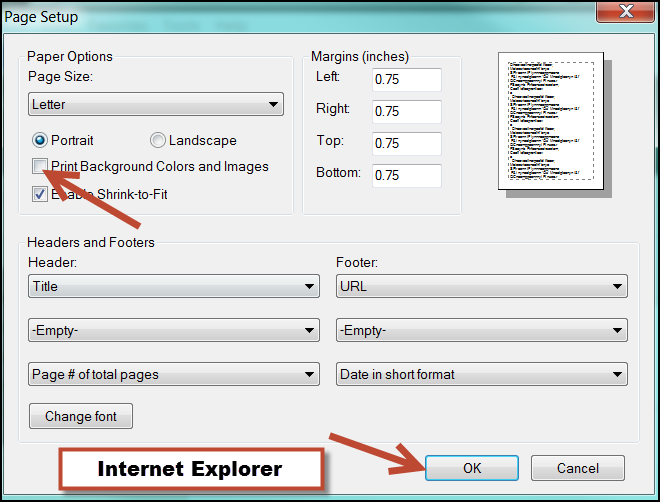 Page Setup
Paper Options
Page Size:
Letter
Portrait
Landscape
Print Background Colors and Images
Enable Shrink-to-Fit
Margins (inches)
Left:
0.75
Right:
0.75
Top:
0.75
Bottom:
0.75
Headers and Footers
Header:
Footer:
Title
URL
-Empty-
-Empty-
Page # of total pages
Date in short format
Change font
Internet Explorer
OK
Cancel